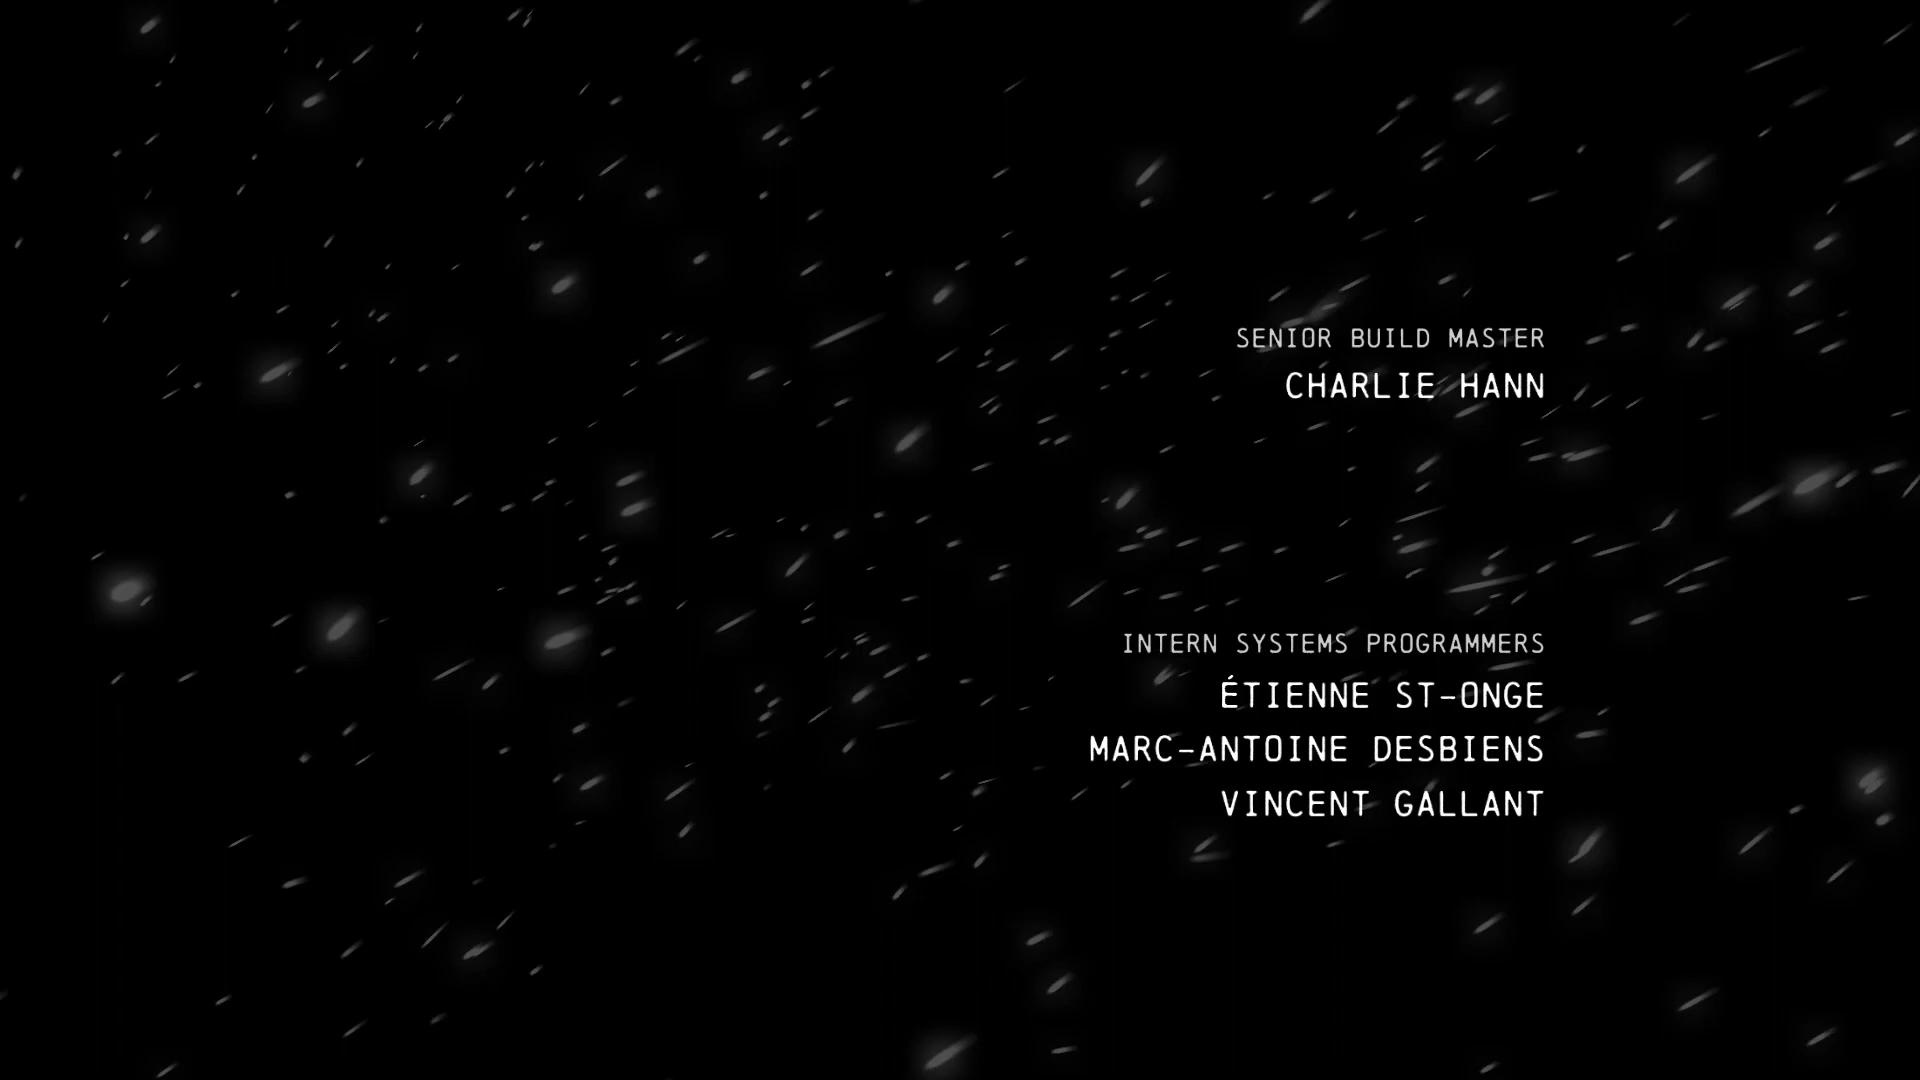 SENIOR BUILD MASTER
CHARLIE HANN
INTERN SYSTEMS PROGRAMMERS
ÉTIENNE ST-ONGE
MARC-ANTOINE DESBIENS
VINCENT GALLANT